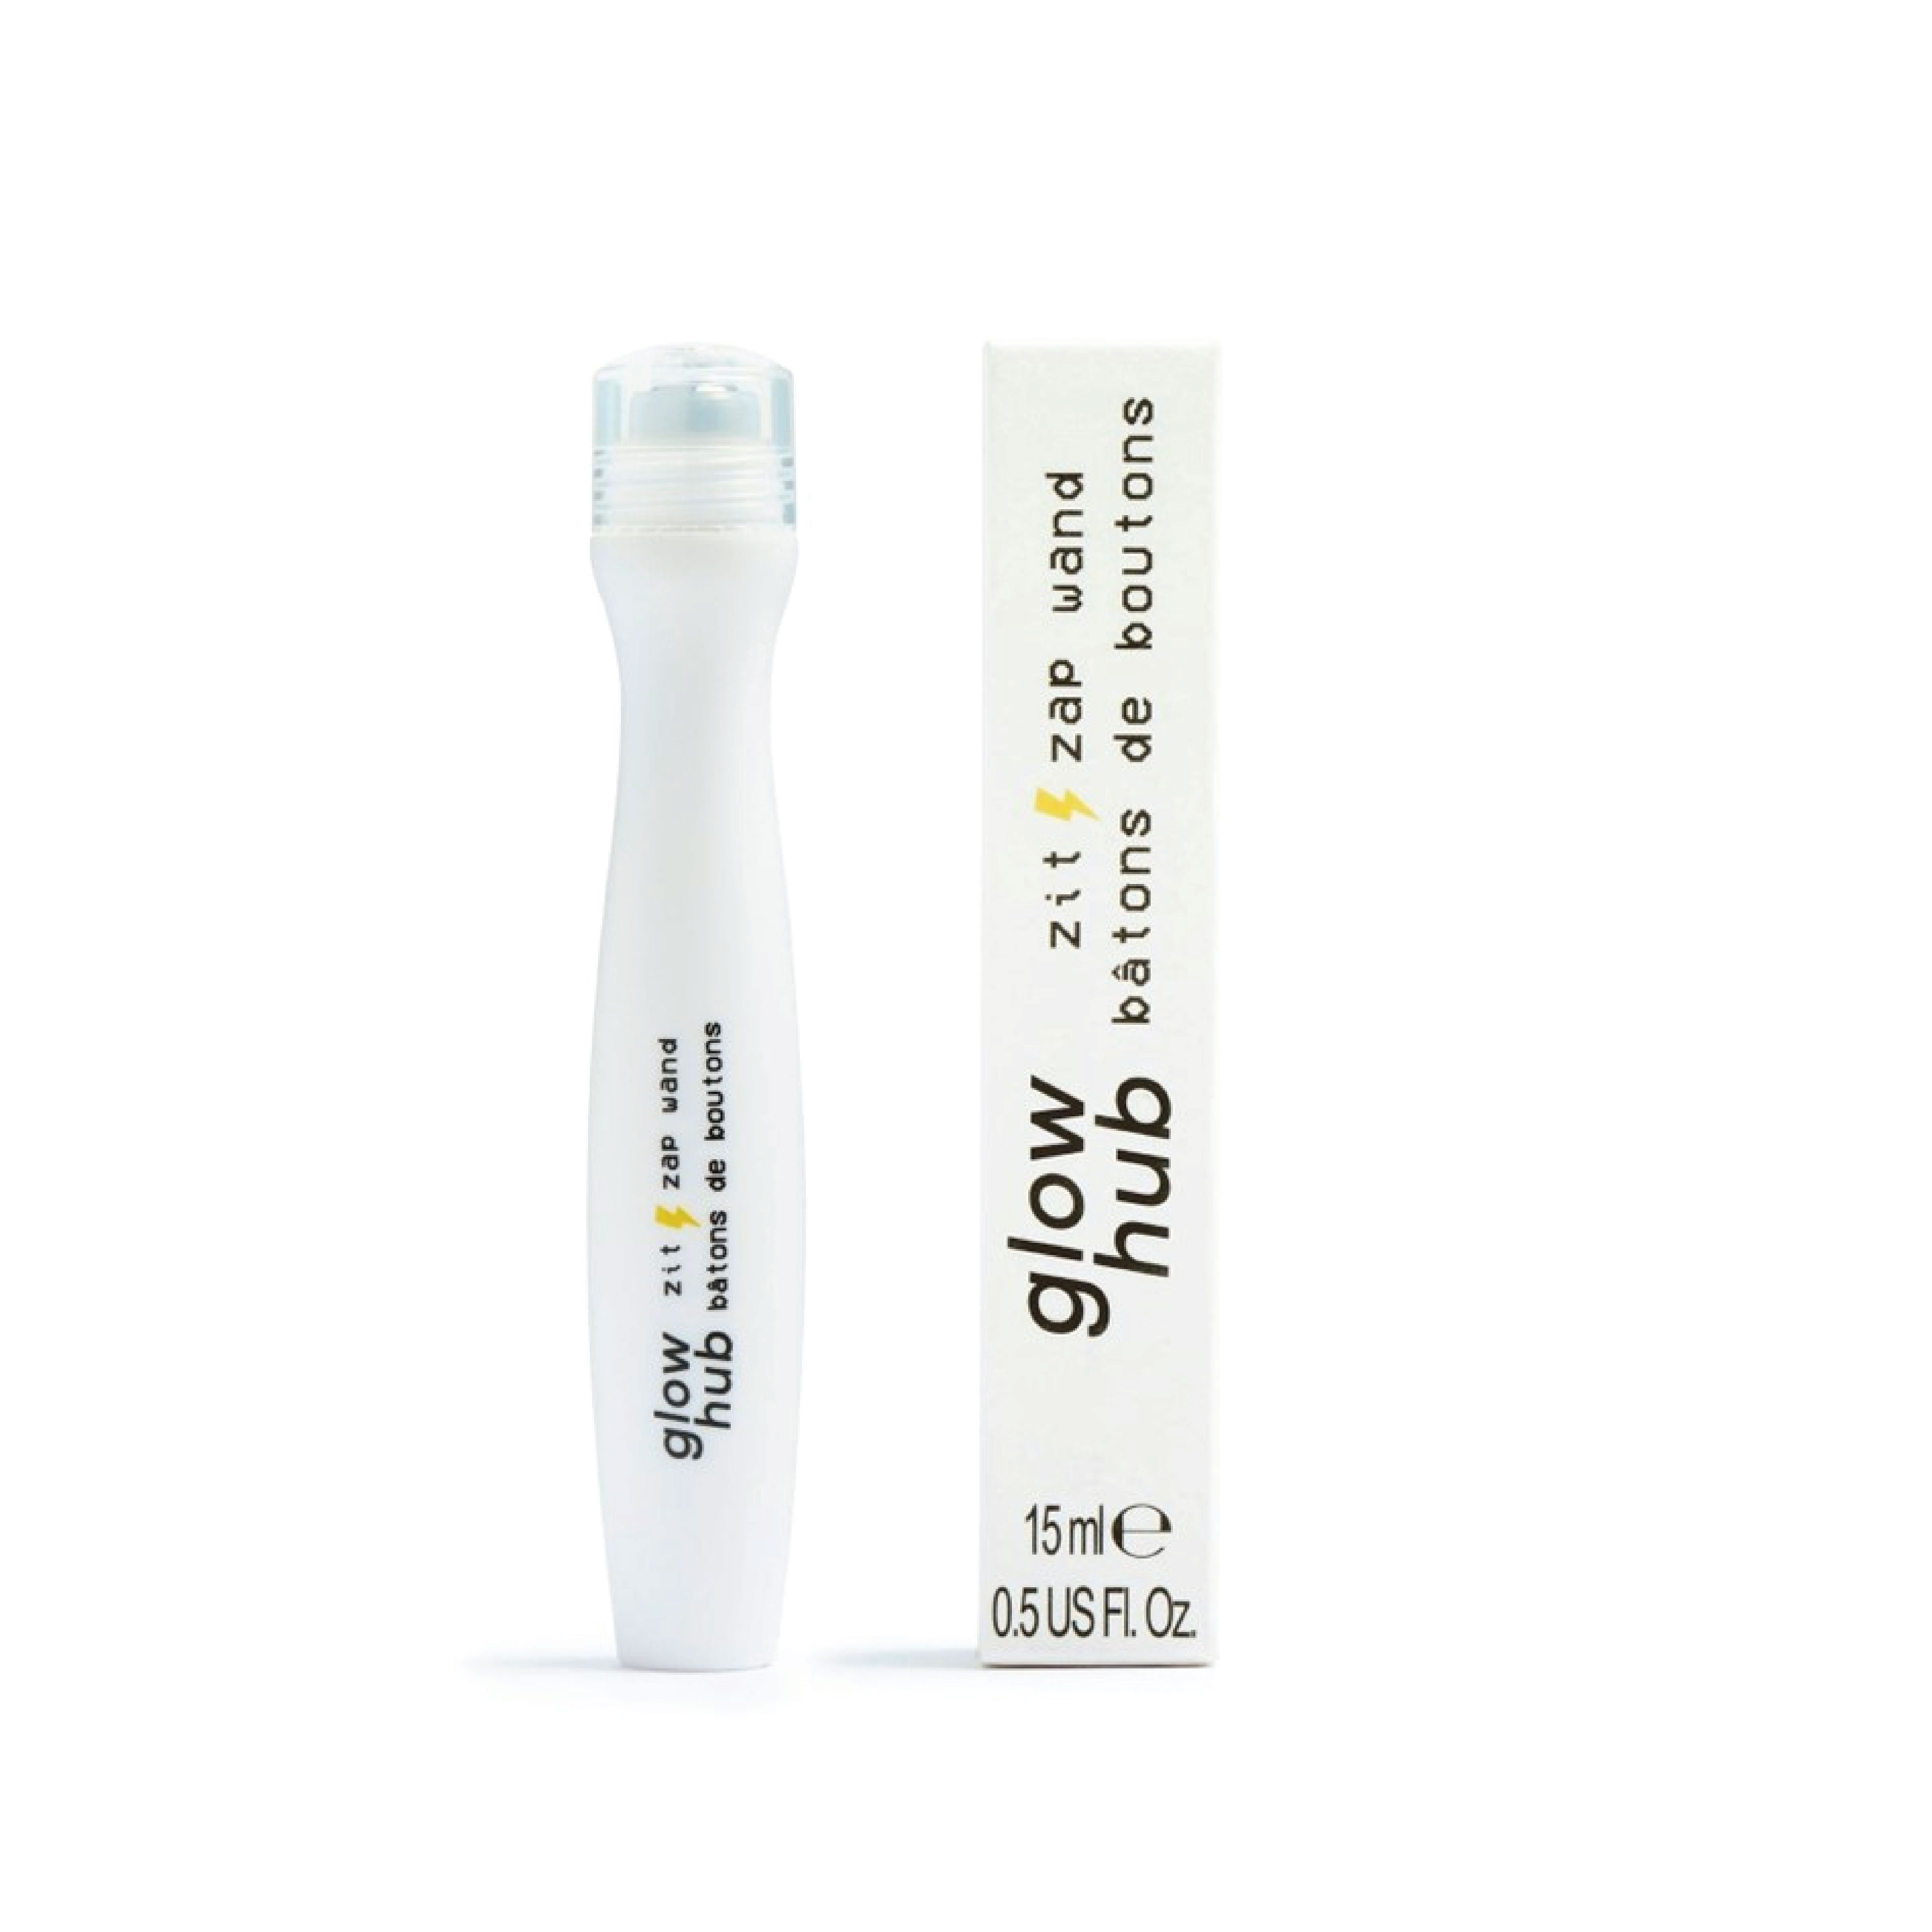 glow
hub
zit zap wand
bâtons de boutons
glow
hub
zit zap wand
bâtons de boutons
15 ml e
0.5 US Fl. Oz.